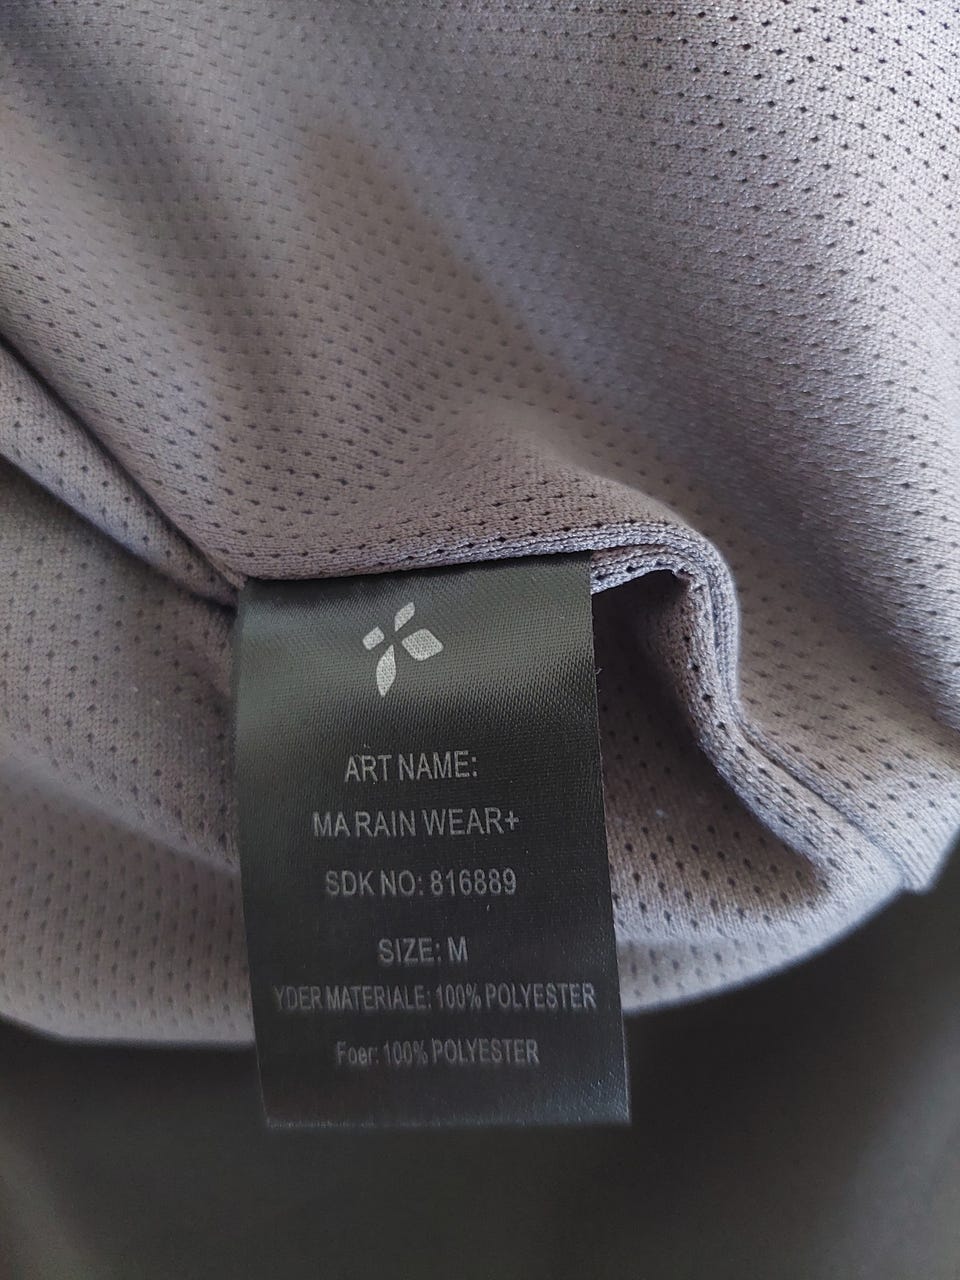 ART NAME:
MA RAIN WEAR+
SDK NO: 816889
SIZE: M
YDER MATERIALE: 100% POLYESTER
Foer: 100% POLYESTER